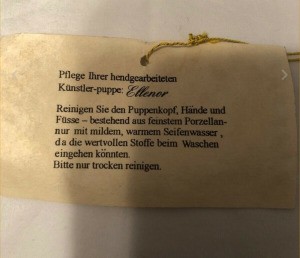 Pflege Ihrer hendgearbeiteten
Künstler-puppe: Ellenor
Reinigen Sie den Puppenkopf, Hände und
Füsse – bestehend aus feinstem Porzellan-
nur mit mildem, warmem Seifenwasser ,
da die wertvollen Stoffe beim Waschen
eingehen könnten.
Bitte nur trocken reinigen.